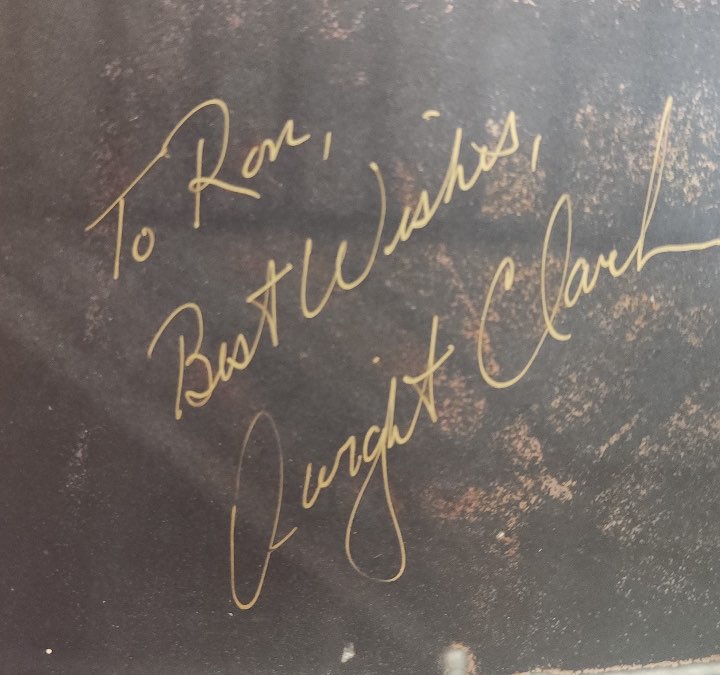 To Ron,
Best Wishes,
Dwight Clark